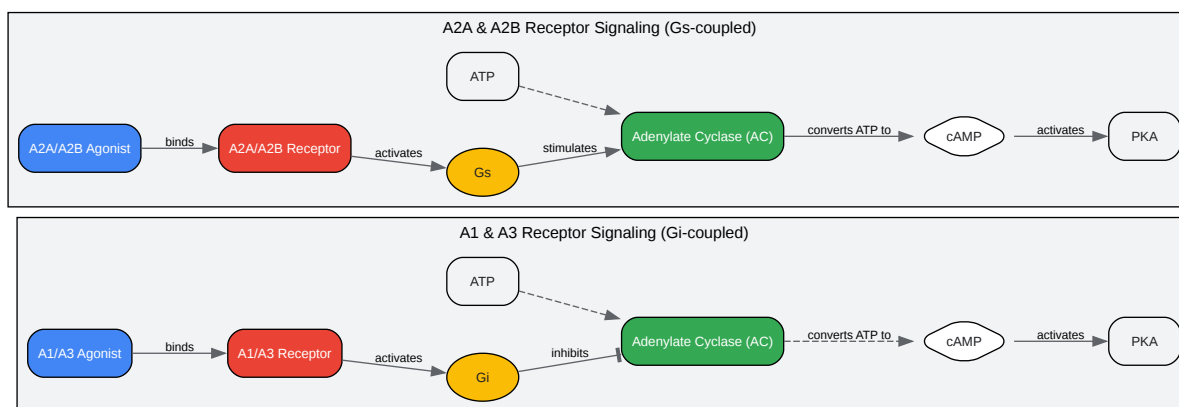 A2A & A2B Receptor Signaling (Gs-coupled)
ATP
A2A/A2B Agonist
binds
A2A/A2B Receptor
activates
Gs
stimulates
Adenylate Cyclase (AC)
converts ATP to
cAMP
activates
PKA
A1 & A3 Receptor Signaling (Gi-coupled)
ATP
A1/A3 Agonist
binds
A1/A3 Receptor
activates
Gi
inhibits
Adenylate Cyclase (AC)
converts ATP to
cAMP
activates
PKA